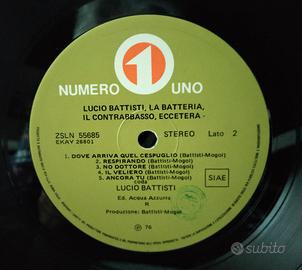 NUMERO 1 UNO
LUCIO BATTISTI, LA BATTERIA,
IL CONTRABBASSO, ECCETERA -
ZSLN 55685 STEREO Lato 2
EKAY 26801
1) DOVE ARRIVA QUEL CESPUGLIO (Battisti-Mogol)
2) RESPIRANDO (Battisti-Mogol)
3) NO DOTTORE (Battisti-Mogol)
4) IL VELIERO (Battisti-Mogol)
5) ANCORA TU (Battisti-Mogol)
coda
LUCIO BATTISTI
SIAE
Ed. Acqua Azzurra
R
Produzione: Battisti-Mogol
℗ 76
subito